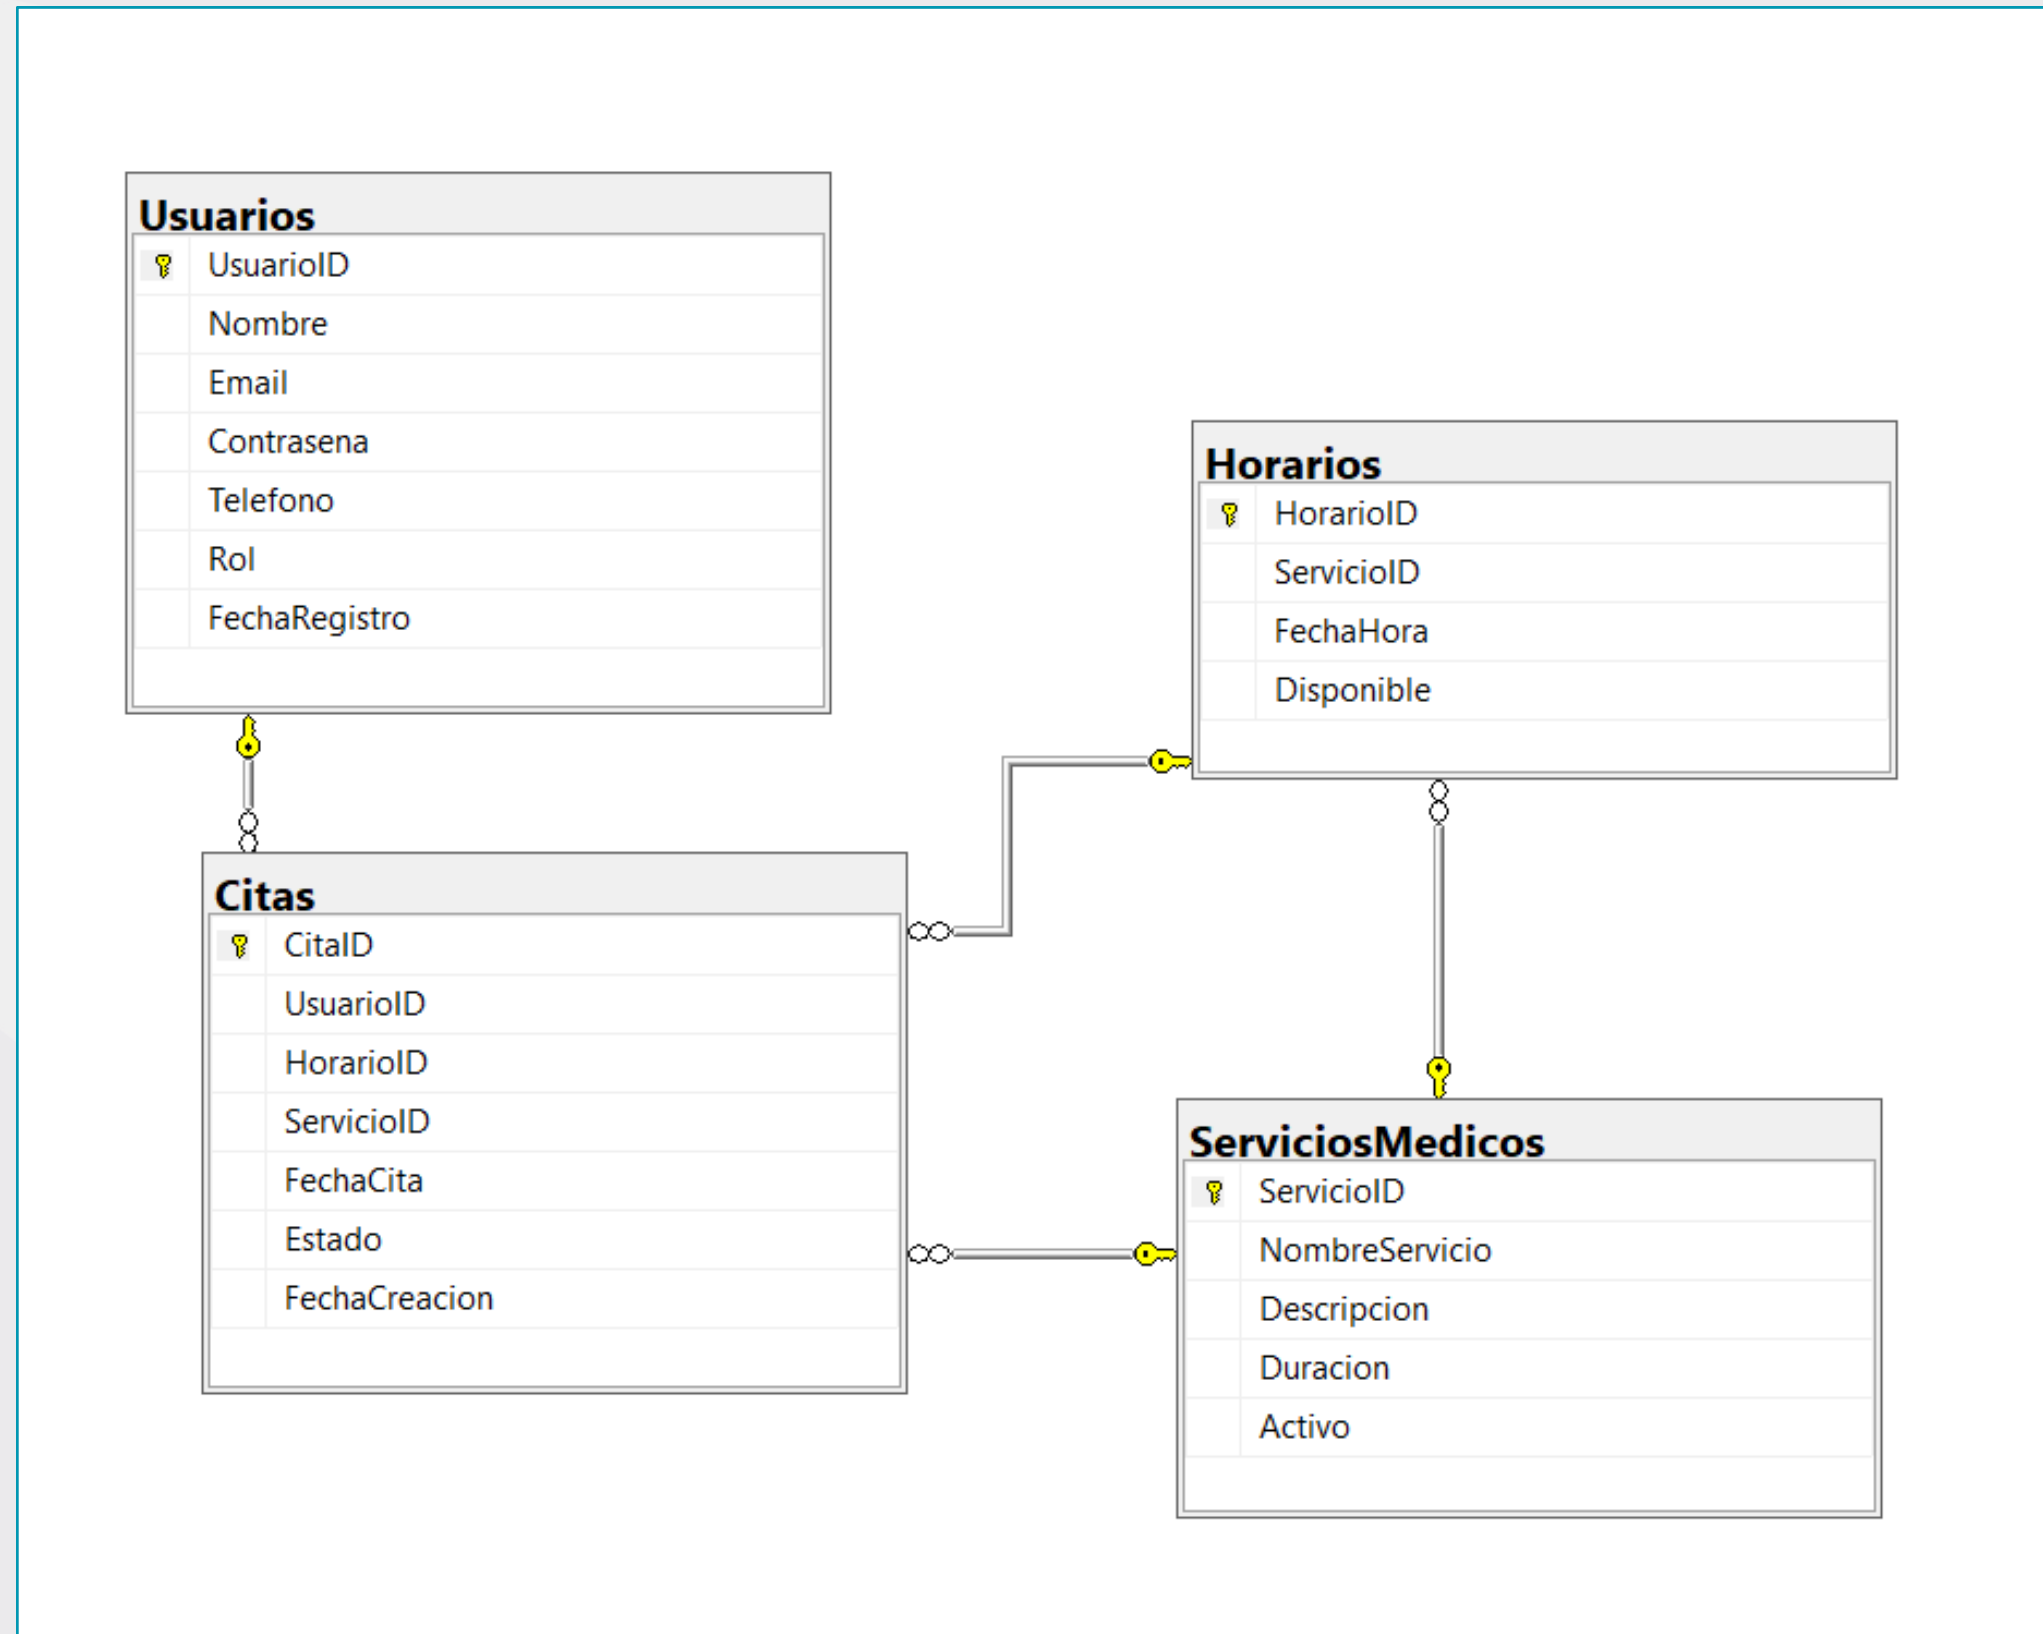 Usuarios
UsuarioID
Nombre
Email
Contrasena
Telefono
Rol
FechaRegistro
Horarios
HorarioID
ServicioID
FechaHora
Disponible
Citas
CitaID
UsuarioID
HorarioID
ServicioID
FechaCita
Estado
FechaCreacion
ServiciosMedicos
ServicioID
NombreServicio
Descripcion
Duracion
Activo